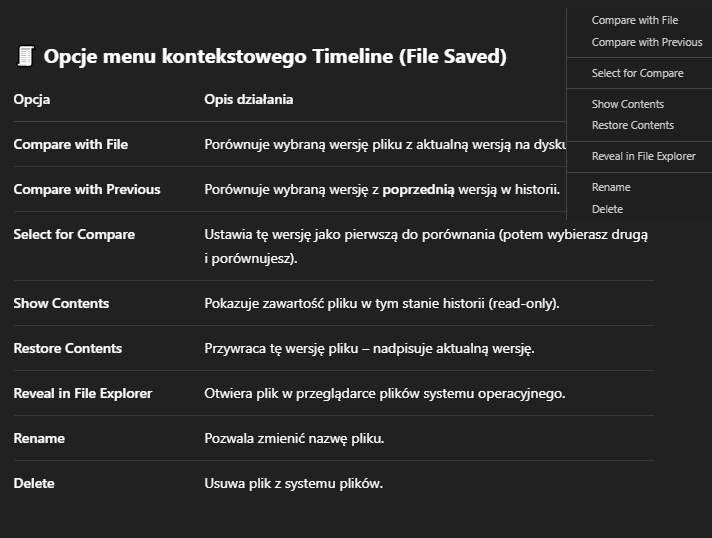 Opcje menu kontekstowego Timeline (File Saved)
Opcja Opis działania
Compare with File Porównuje wybraną wersję pliku z aktualną wersją na dysku
Compare with Previous Porównuje wybraną wersję z poprzednią wersją w historii.
Select for Compare Ustawia tę wersję jako pierwszą do porównania (potem wybierasz drugą
i porównujesz).
Show Contents Pokazuje zawartość pliku w tym stanie historii (read-only).
Restore Contents Przywraca tę wersję pliku – nadpisuje aktualną wersję.
Reveal in File Explorer Otwiera plik w przeglądarce plików systemu operacyjnego.
Rename Pozwala zmienić nazwę pliku.
Delete Usuwa plik z systemu plików.
Compare with File
Compare with Previous
Select for Compare
Show Contents
Restore Contents
Reveal in File Explorer
Rename
Delete